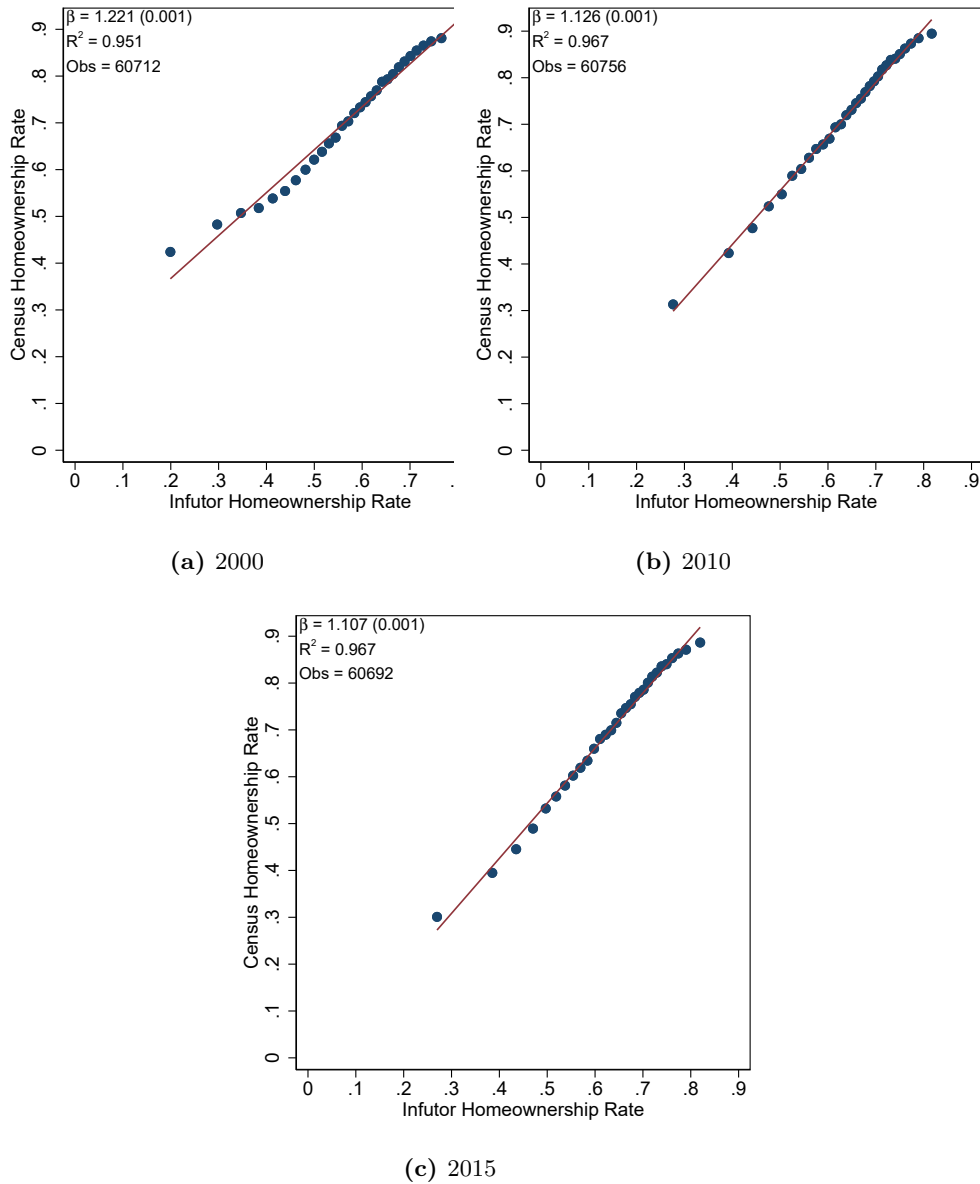 β = 1.221 (0.001)
R² = 0.951
Obs = 60712
Census Homeownership Rate
.9
.8
.7
.6
.5
.4
.3
.2
.1
0
0 .1 .2 .3 .4 .5 .6 .7 .
Infutor Homeownership Rate
(a) 2000
β = 1.126 (0.001)
R² = 0.967
Obs = 60756
Census Homeownership Rate
.9
.8
.7
.6
.5
.4
.3
.2
.1
0
0 .1 .2 .3 .4 .5 .6 .7 .8 .9
Infutor Homeownership Rate
(b) 2010
β = 1.107 (0.001)
R² = 0.967
Obs = 60692
Census Homeownership Rate
.9
.8
.7
.6
.5
.4
.3
.2
.1
0
0 .1 .2 .3 .4 .5 .6 .7 .8 .9
Infutor Homeownership Rate
(c) 2015